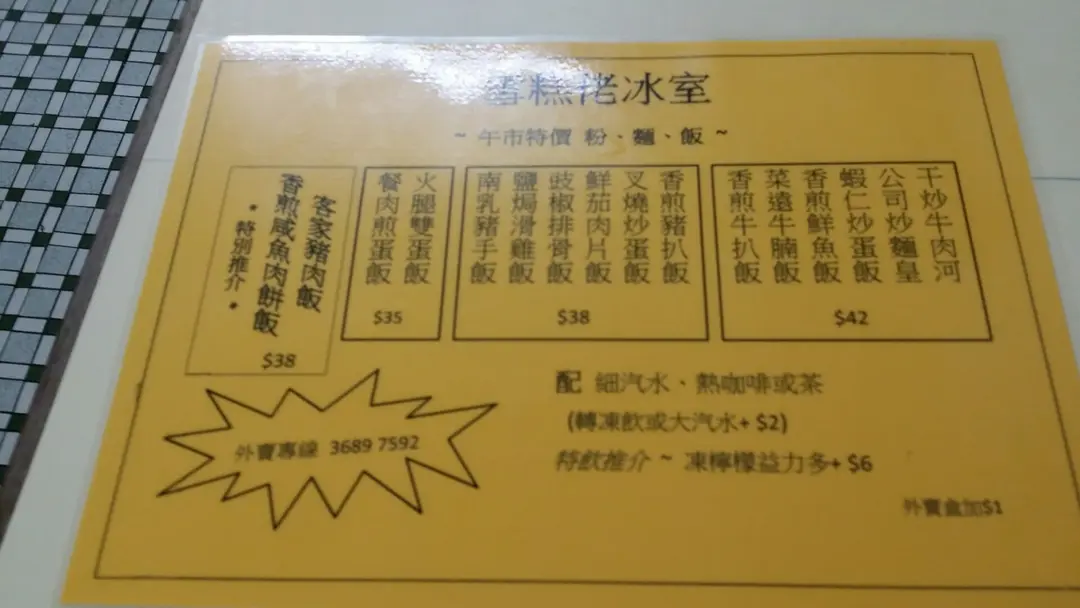 雪糕佬冰室
~ 午市特價 粉、麵、飯 ~
干炒牛肉河
公司炒麵皇
蝦仁炒蛋飯
香煎鮮魚飯
菜遠牛腩飯
香煎牛扒飯
$42
香煎豬扒飯
叉燒炒蛋飯
鮮茄肉片飯
豉椒排骨飯
鹽焗滑雞飯
南乳豬手飯
$38
火腿雙蛋飯
餐肉煎蛋飯
$35
客家豬肉飯
香煎咸魚肉餅飯
* 特別推介 *
$38
配 細汽水、熱咖啡或茶
(轉凍飲或大汽水+ $2)
特飲推介 ~ 凍檸檬益力多+ $6
外賣專線 3689 7592
外賣盒加$1